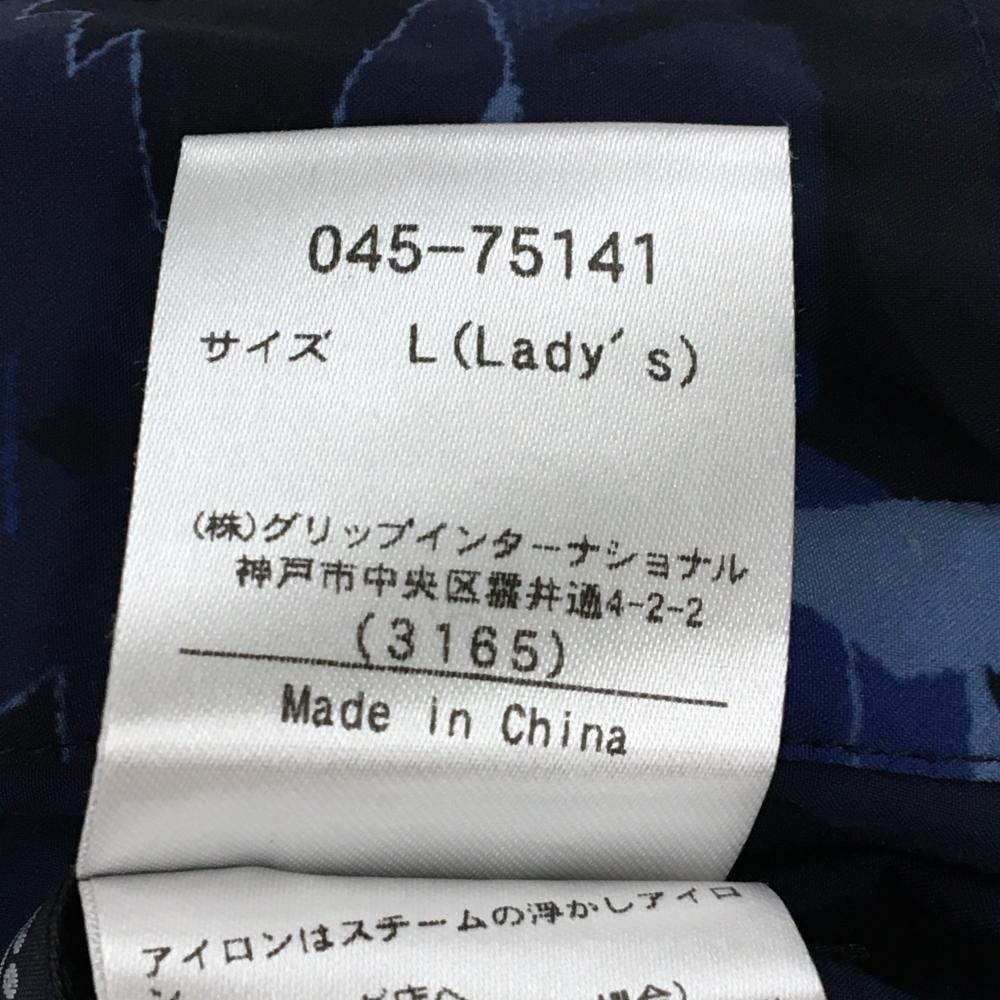 045-75141
サイズ L(Lady's)
(株)グリップインターナショナル
神戸市中央区 井通4-2-2
(3165)
Made in China
アイロンはスチームの浮かしアイロ